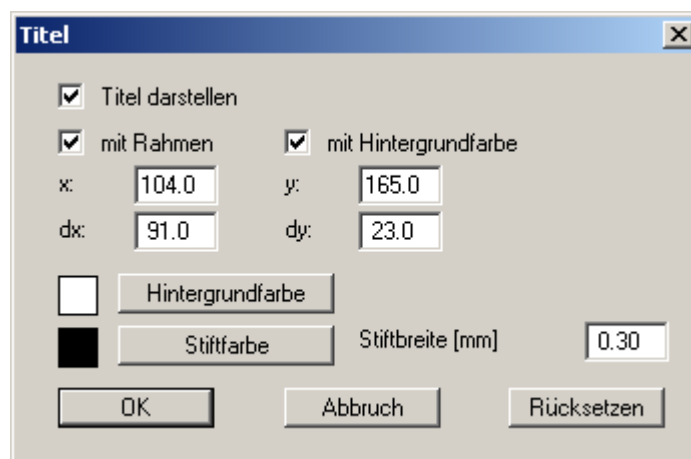 Titel
Titel darstellen
mit Rahmen mit Hintergrundfarbe
x: 104.0 y: 165.0
dx: 91.0 dy: 23.0
Hintergrundfarbe
Stiftfarbe Stiftbreite [mm] 0.30
OK Abbruch Rücksetzen